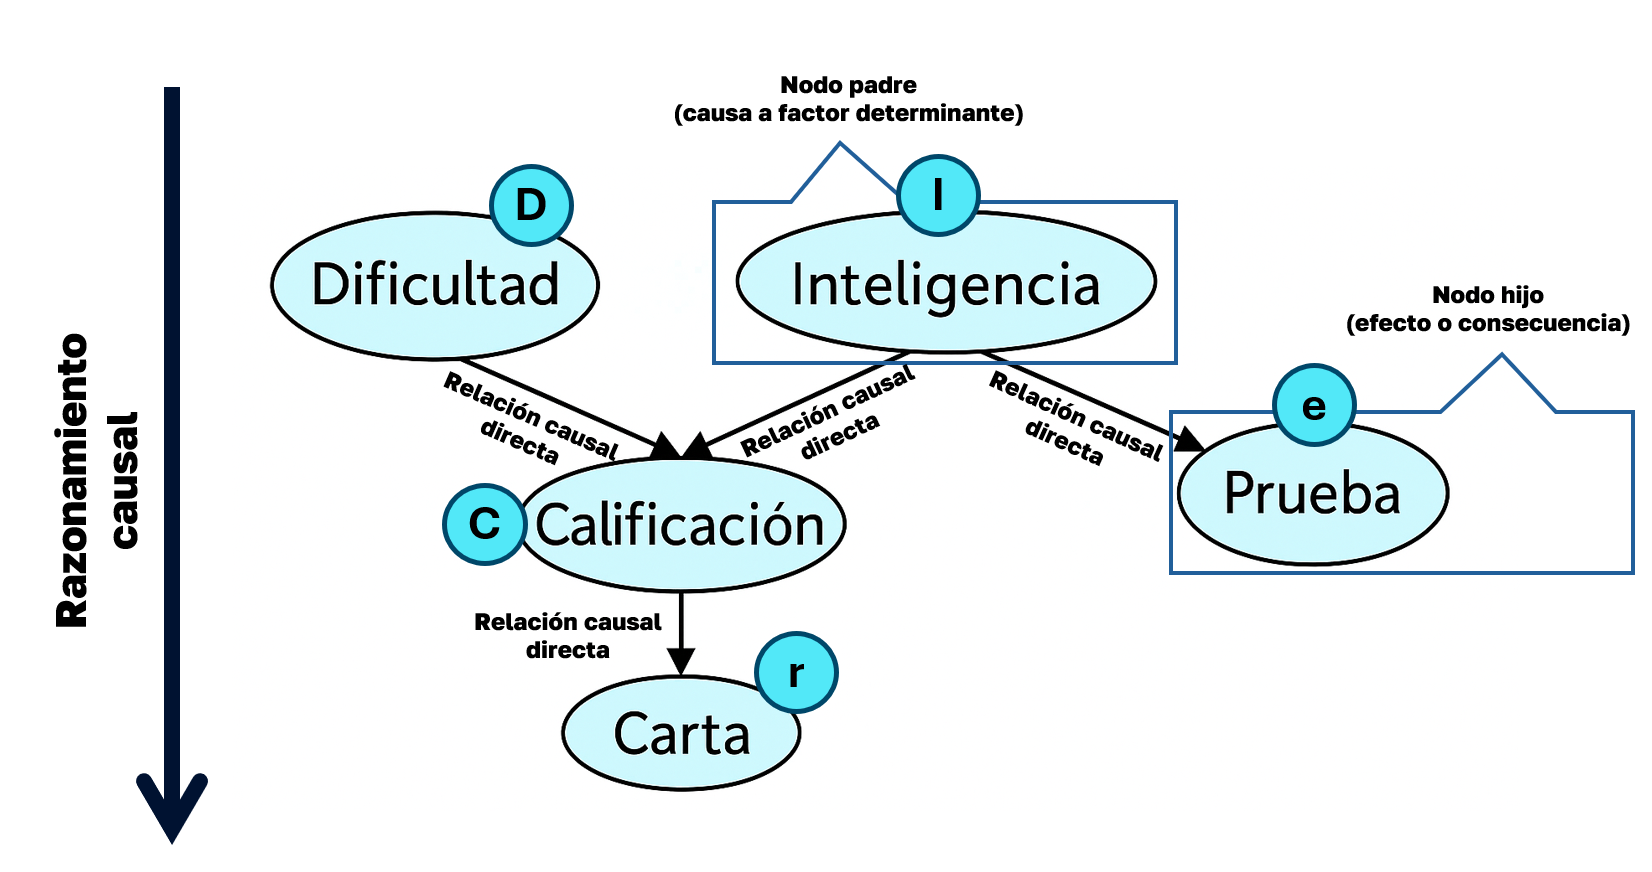 Nodo padre
(causa a factor determinante)
D
I
Dificultad
Inteligencia
Nodo hijo
(efecto o consecuencia)
Razonamiento
causal
Relación causal
directa
Relación causal
directa
Relación causal
directa
e
Prueba
C
Calificación
Relación causal
directa
r
Carta